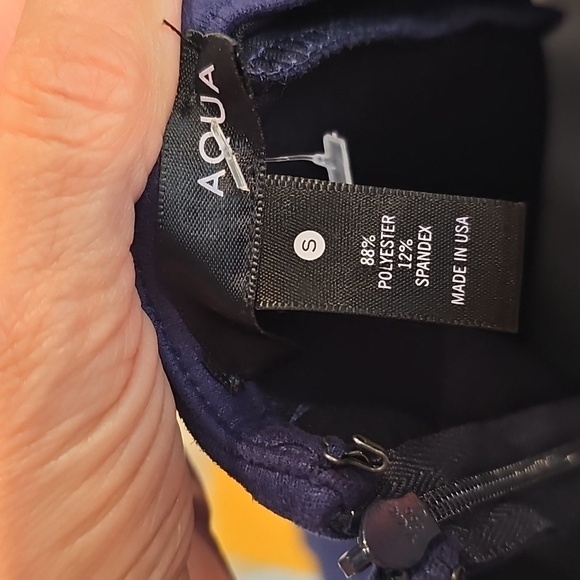 AQUA
S
88%
POLYESTER
12%
SPANDEX
MADE IN USA